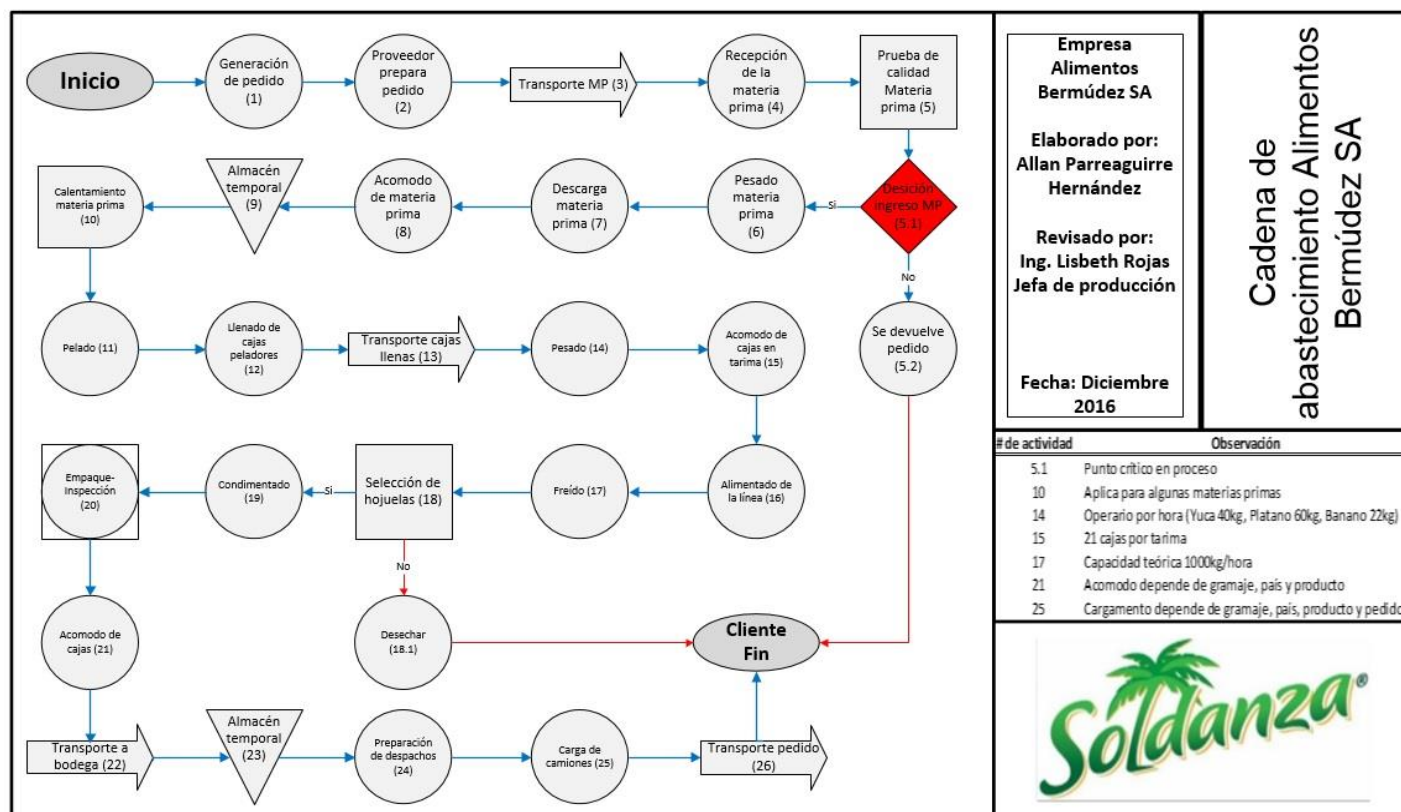 Inicio
Generación
de pedido
(1)
Proveedor
prepara
pedido
(2)
Transporte MP (3)
Recepción
de la
materia
prima (4)
Prueba de
calidad
Materia
prima (5)
Calentamiento
materia prima
(10)
Almacén
temporal
(9)
Acomodo
de materia
prima
(8)
Descarga
materia
prima (7)
Pesado
materia
prima
(6)
Si
Desición
ingreso MP
(5.1)
No
Pelado (11)
Llenado de
cajas
peladores
(12)
Transporte cajas
llenas (13)
Pesado (14)
Acomodo de
cajas en
tarima (15)
Se devuelve
pedido
(5.2)
Empaque-
Inspección
(20)
Condimentado
(19)
Si
Selección de
hojuelas (18)
Freído (17)
Alimentado de
la línea (16)
No
Acomodo de
cajas (21)
Desechar
(18.1)
Cliente
Fin
Transporte a
bodega (22)
Almacén
temporal
(23)
Preparación
de despachos
(24)
Carga de
camiones (25)
Transporte pedido
(26)
Empresa
Alimentos
Bermúdez SA
Elaborado por:
Allan Parreaguirre
Hernández
Revisado por:
Ing. Lisbeth Rojas
Jefa de producción
Fecha: Diciembre
2016
Cadena de
abastecimiento Alimentos
Bermúdez SA
# de actividad Observación
5.1 Punto crítico en proceso
10 Aplica para algunas materias primas
14 Operario por hora (Yuca 40kg, Platano 60kg, Banano 22kg)
15 21 cajas por tarima
17 Capacidad teórica 1000kg/hora
21 Acomodo depende de gramaje, país y producto
25 Cargamento depende de gramaje, país, producto y pedido
Soldanza®